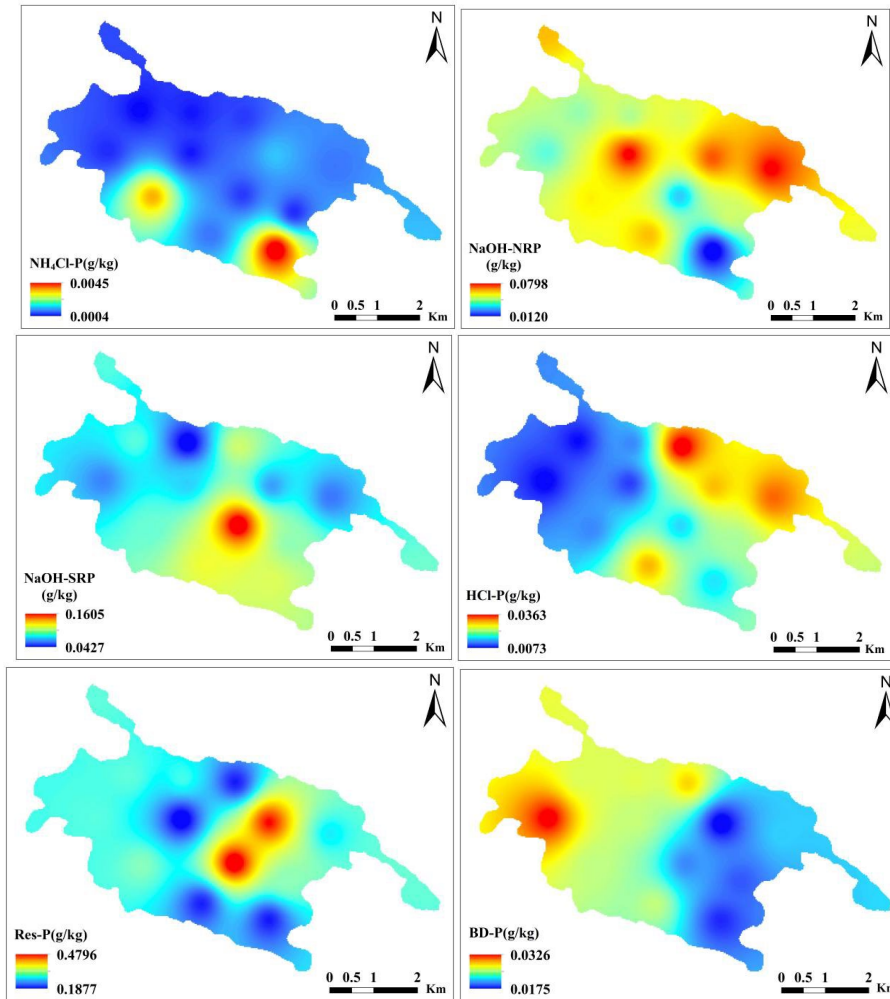 N
NH₄Cl-P(g/kg)
0.0045
0.0004
0 0.5 1 2
Km
N
NaOH-NRP
(g/kg)
0.0798
0.0120
0 0.5 1 2
Km
N
NaOH-SRP
(g/kg)
0.1605
0.0427
0 0.5 1 2
Km
N
HCl-P(g/kg)
0.0363
0.0073
0 0.5 1 2
Km
N
Res-P(g/kg)
0.4796
0.1877
0 0.5 1 2
Km
N
BD-P(g/kg)
0.0326
0.0175
0 0.5 1 2
Km